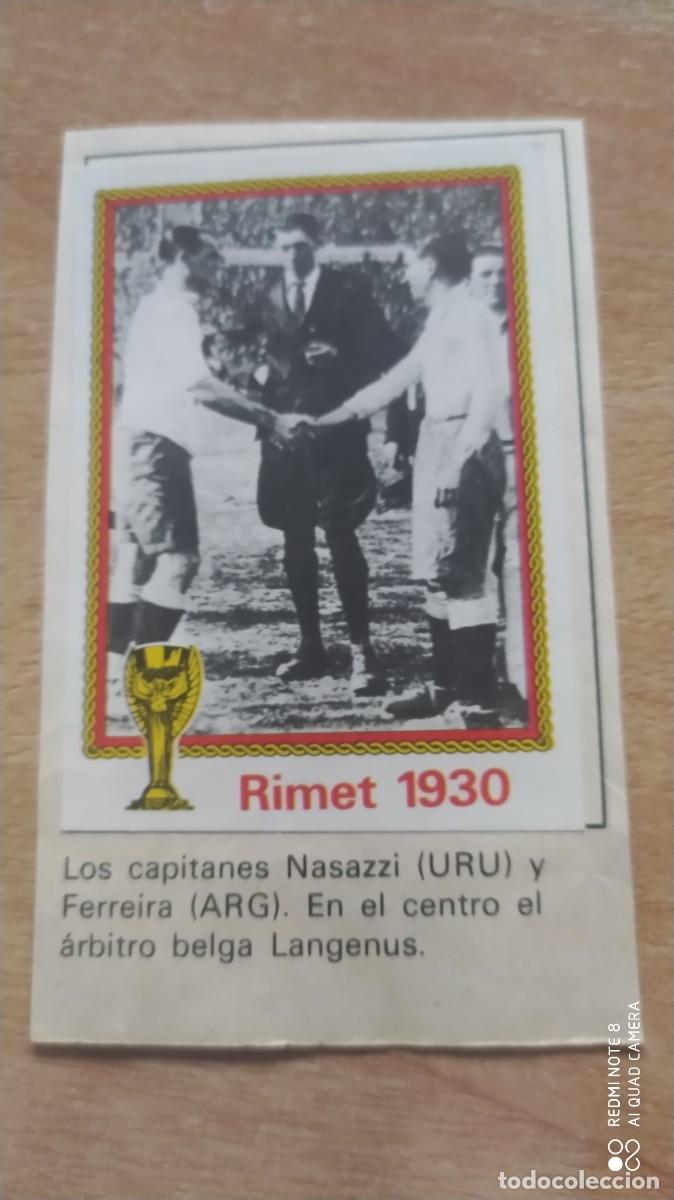 Rimet 1930
Los capitanes Nasazzi (URU) y
Ferreira (ARG). En el centro el
árbitro belga Langenus.
REDMI NOTE 8
AI QUAD CAMERA
todocoleccion